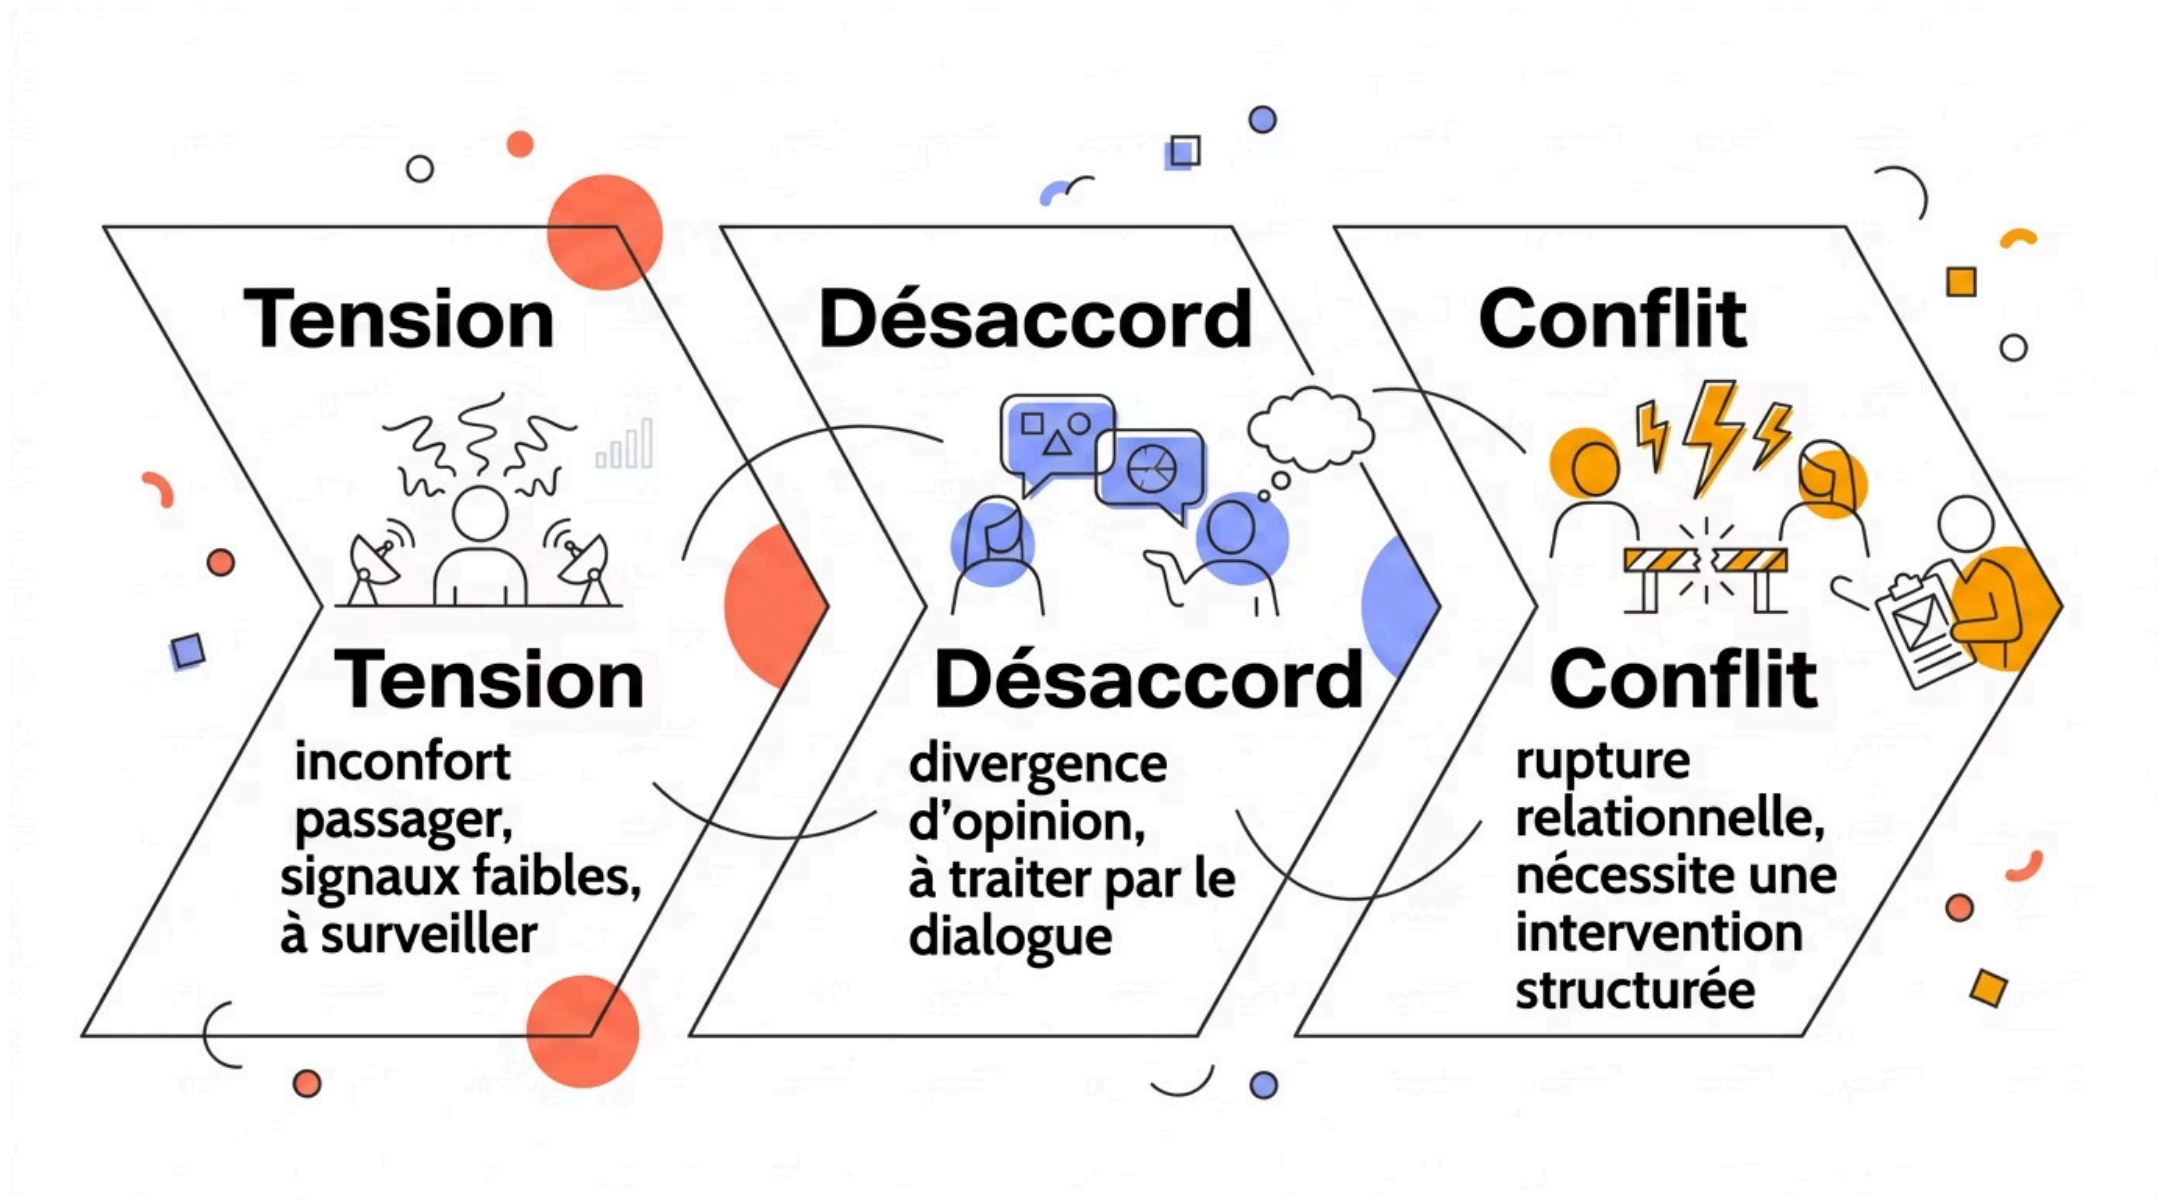 Tension
Tension
inconfort
passager,
signaux faibles,
à surveiller
Désaccord
Désaccord
divergence
d’opinion,
à traiter par le
dialogue
Conflit
Conflit
rupture
relationnelle,
nécessite une
intervention
structurée